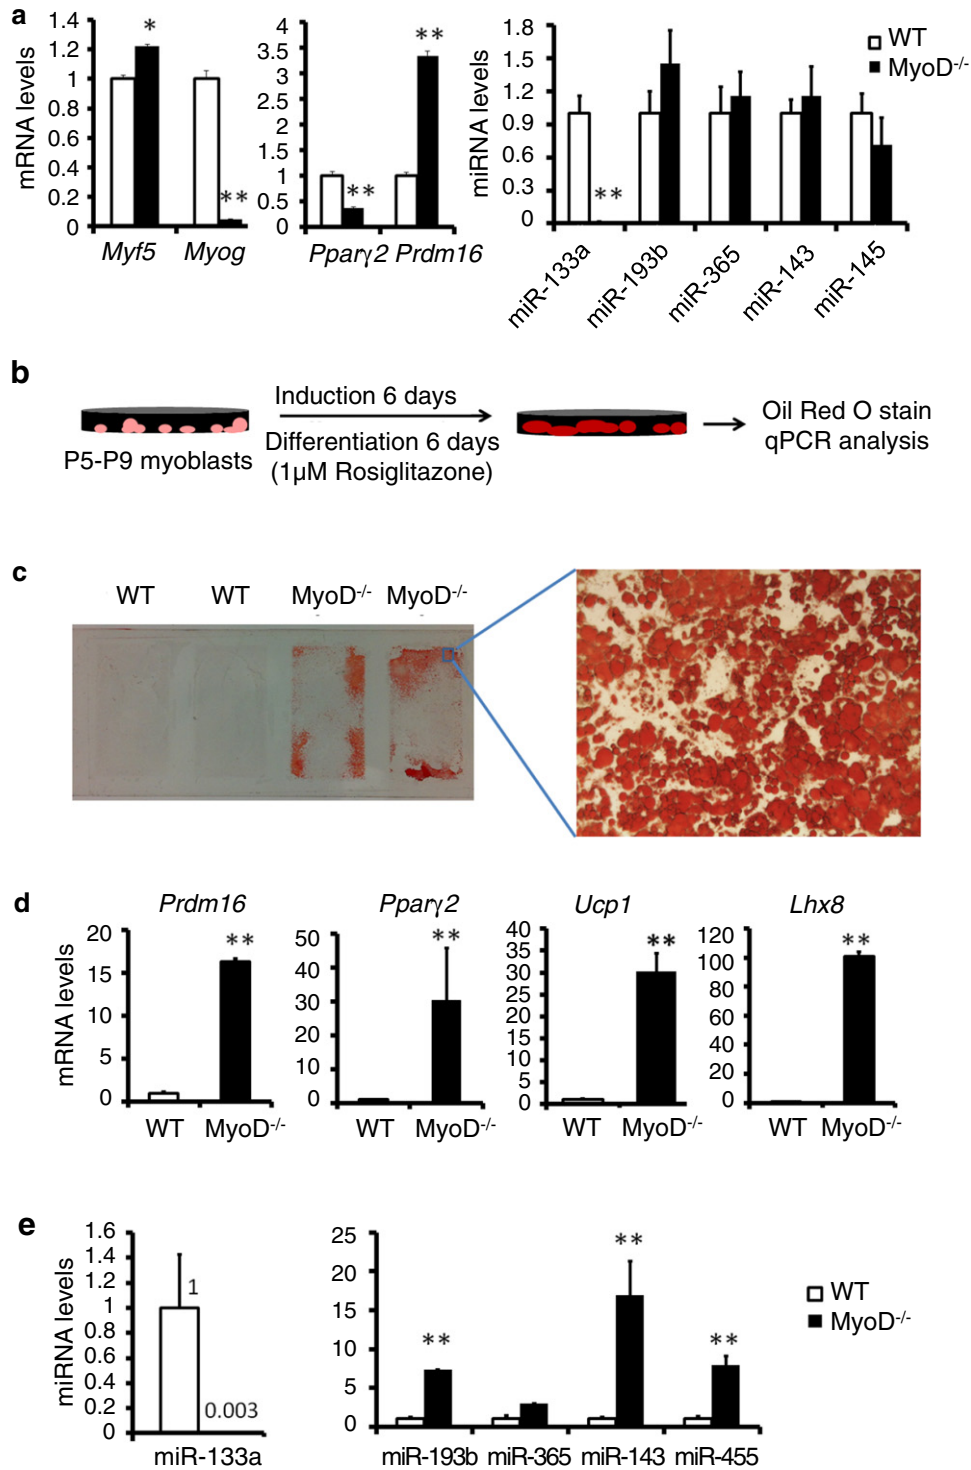 a
mRNA levels
1.4
1.2
1
0.8
0.6
0.4
0.2
0
*
**
Myf5 Myog
4
3.5
3
2.5
2
1.5
1
0.5
0
**
**
Pparγ2 Prdm16
miRNA levels
1.8
1.5
1.2
0.9
0.6
0.3
0
**
miR-133a
miR-193b
miR-365
miR-143
miR-145
WT
MyoD-/-
b
P5-P9 myoblasts
Induction 6 days
Differentiation 6 days
(1μM Rosiglitazone)
Oil Red O stain
qPCR analysis
c
WT WT MyoD-/- MyoD-/-
d
mRNA levels
Prdm16
20
15
10
5
0
**
WT MyoD-/-
Pparγ2
50
40
30
20
10
0
**
WT MyoD-/-
Ucp1
40
35
30
25
20
15
10
5
0
**
WT MyoD-/-
Lhx8
120
100
80
60
40
20
0
**
WT MyoD-/-
e
miRNA levels
1.6
1.4
1.2
1
0.8
0.6
0.4
0.2
0
1
0.003
miR-133a
25
20
15
10
5
0
**
**
**
miR-193b miR-365 miR-143 miR-455
WT
MyoD-/-